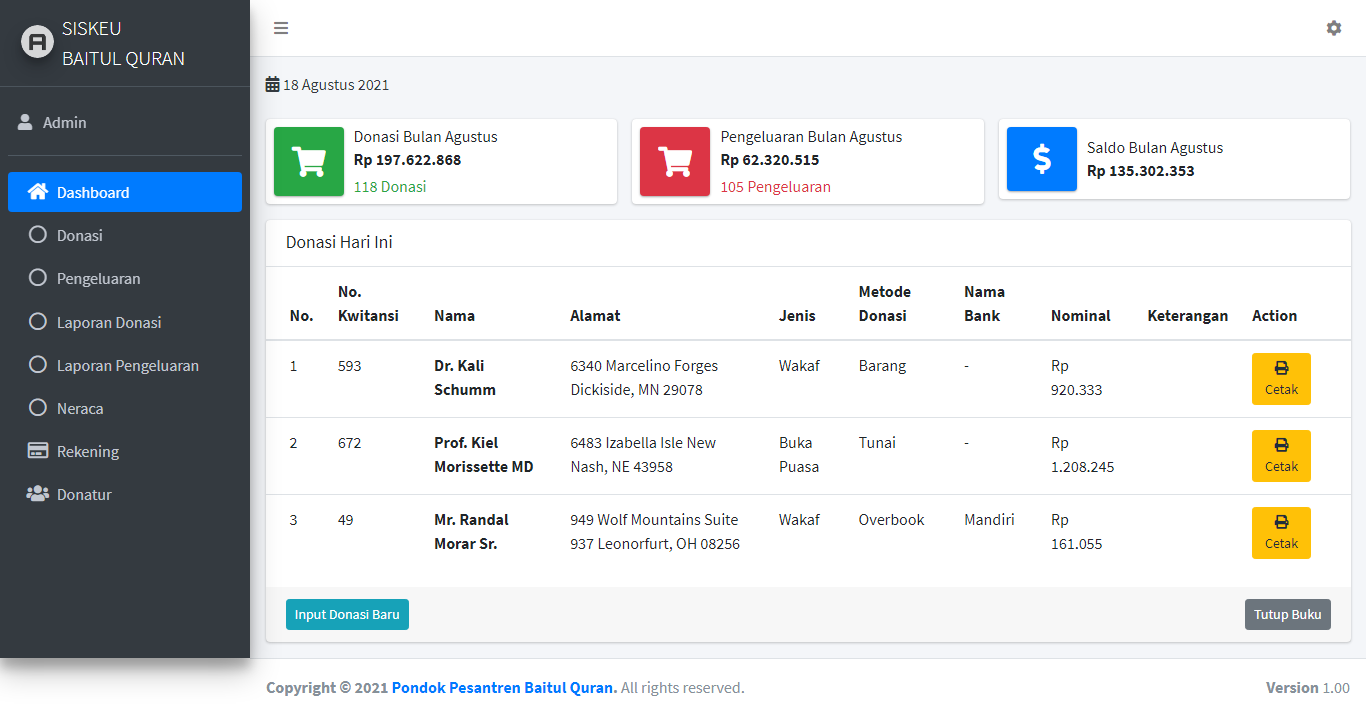 SISKEU
BAITUL QURAN
Admin
Dashboard
Donasi
Pengeluaran
Laporan Donasi
Laporan Pengeluaran
Neraca
Rekening
Donatur
18 Agustus 2021
Donasi Bulan Agustus
Rp 197.622.868
118 Donasi
Pengeluaran Bulan Agustus
Rp 62.320.515
105 Pengeluaran
Saldo Bulan Agustus
Rp 135.302.353
Donasi Hari Ini
No. Metode Nama
No. Kwitansi Nama Alamat Jenis Donasi Bank Nominal Keterangan Action
1 593 Dr. Kali 6340 Marcelino Forges Wakaf Barang - Rp
Schumm Dickiside, MN 29078 920.333 Cetak
2 672 Prof. Kiel 6483 Izabella Isle New Buka Tunai - Rp
Morissette MD Nash, NE 43958 Puasa 1.208.245 Cetak
3 49 Mr. Randal 949 Wolf Mountains Suite Wakaf Overbook Mandiri Rp
Morar Sr. 937 Leonorfurt, OH 08256 161.055 Cetak
Input Donasi Baru Tutup Buku
Copyright © 2021 Pondok Pesantren Baitul Quran. All rights reserved. Version 1.00